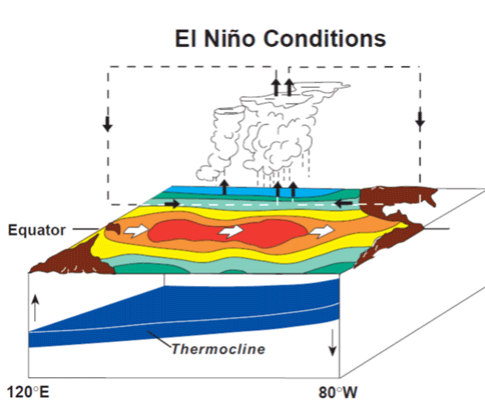 El Niño Conditions
Equator
Thermocline
120°E
80°W